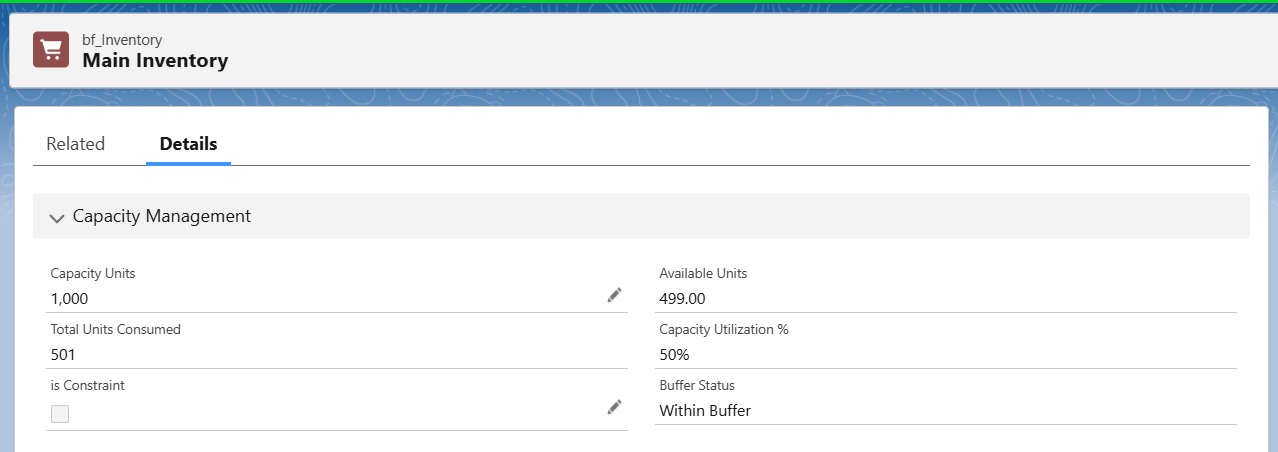 bf_Inventory
Main Inventory
Related Details
Capacity Management
Capacity Units
1,000
Available Units
499.00
Total Units Consumed
501
Capacity Utilization %
50%
is Constraint
Buffer Status
Within Buffer